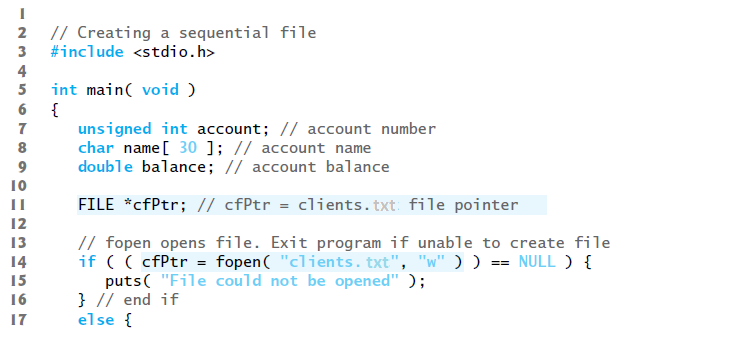 1
2 // Creating a sequential file
3 #include <stdio.h>
4
5 int main( void )
6 {
7 unsigned int account; // account number
8 char name[ 30 ]; // account name
9 double balance; // account balance
10
11 FILE *cfPtr; // cfPtr = clients.txt file pointer
12
13 // fopen opens file. Exit program if unable to create file
14 if ( ( cfPtr = fopen( "clients.txt", "w" ) ) == NULL ) {
15 puts( "File could not be opened" );
16 } // end if
17 else {